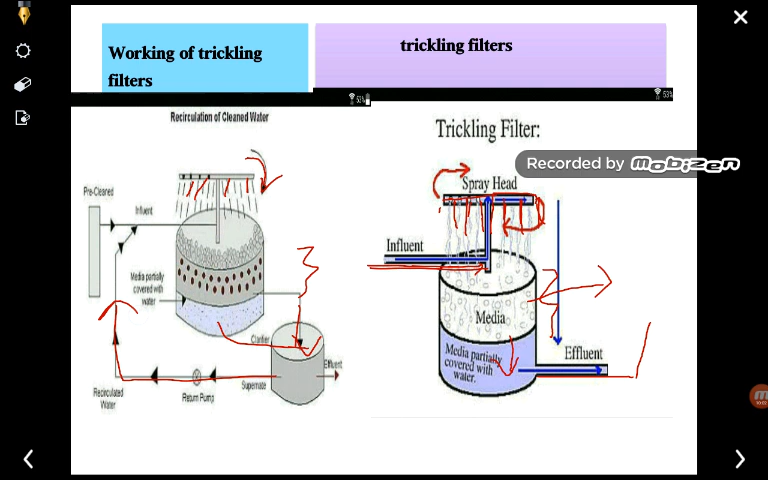 Working of trickling
filters
trickling filters
53%
Recirculation of Cleaned Water
Trickling Filter:
Recorded by mobizen
Pre-Cleaned
Spray Head
Influent
Influent
Media partially
covered with
water
Media
Clarifier
Media partially
covered with
water.
Effluent
Effluent
Supernate
Recirculated
Water
Return Pump